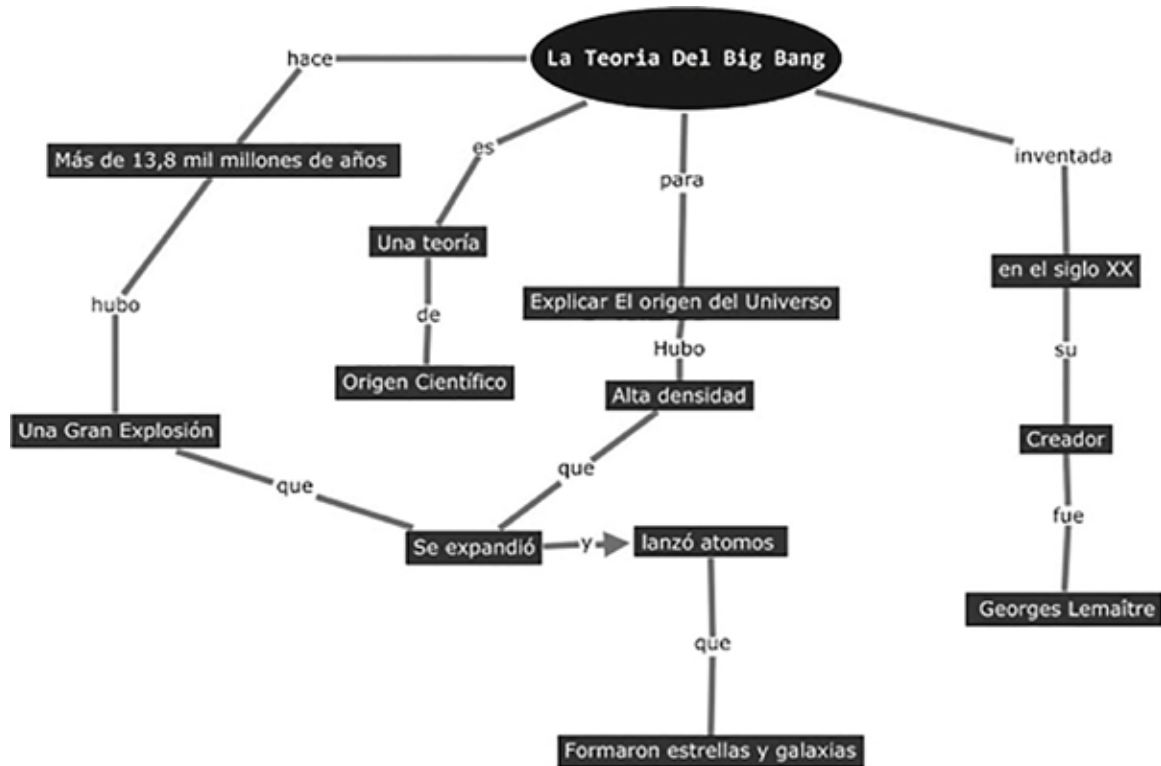 La Teoria Del Big Bang
hace
Más de 13,8 mil millones de años
hubo
Una Gran Explosión
que
es
Una teoría
de
Origen Científico
para
Explicar El origen del Universo
Hubo
Alta densidad
que
Se expandió
y
lanzó atomos
que
Formaron estrellas y galaxias
inventada
en el siglo XX
su
Creador
fue
Georges Lemaître